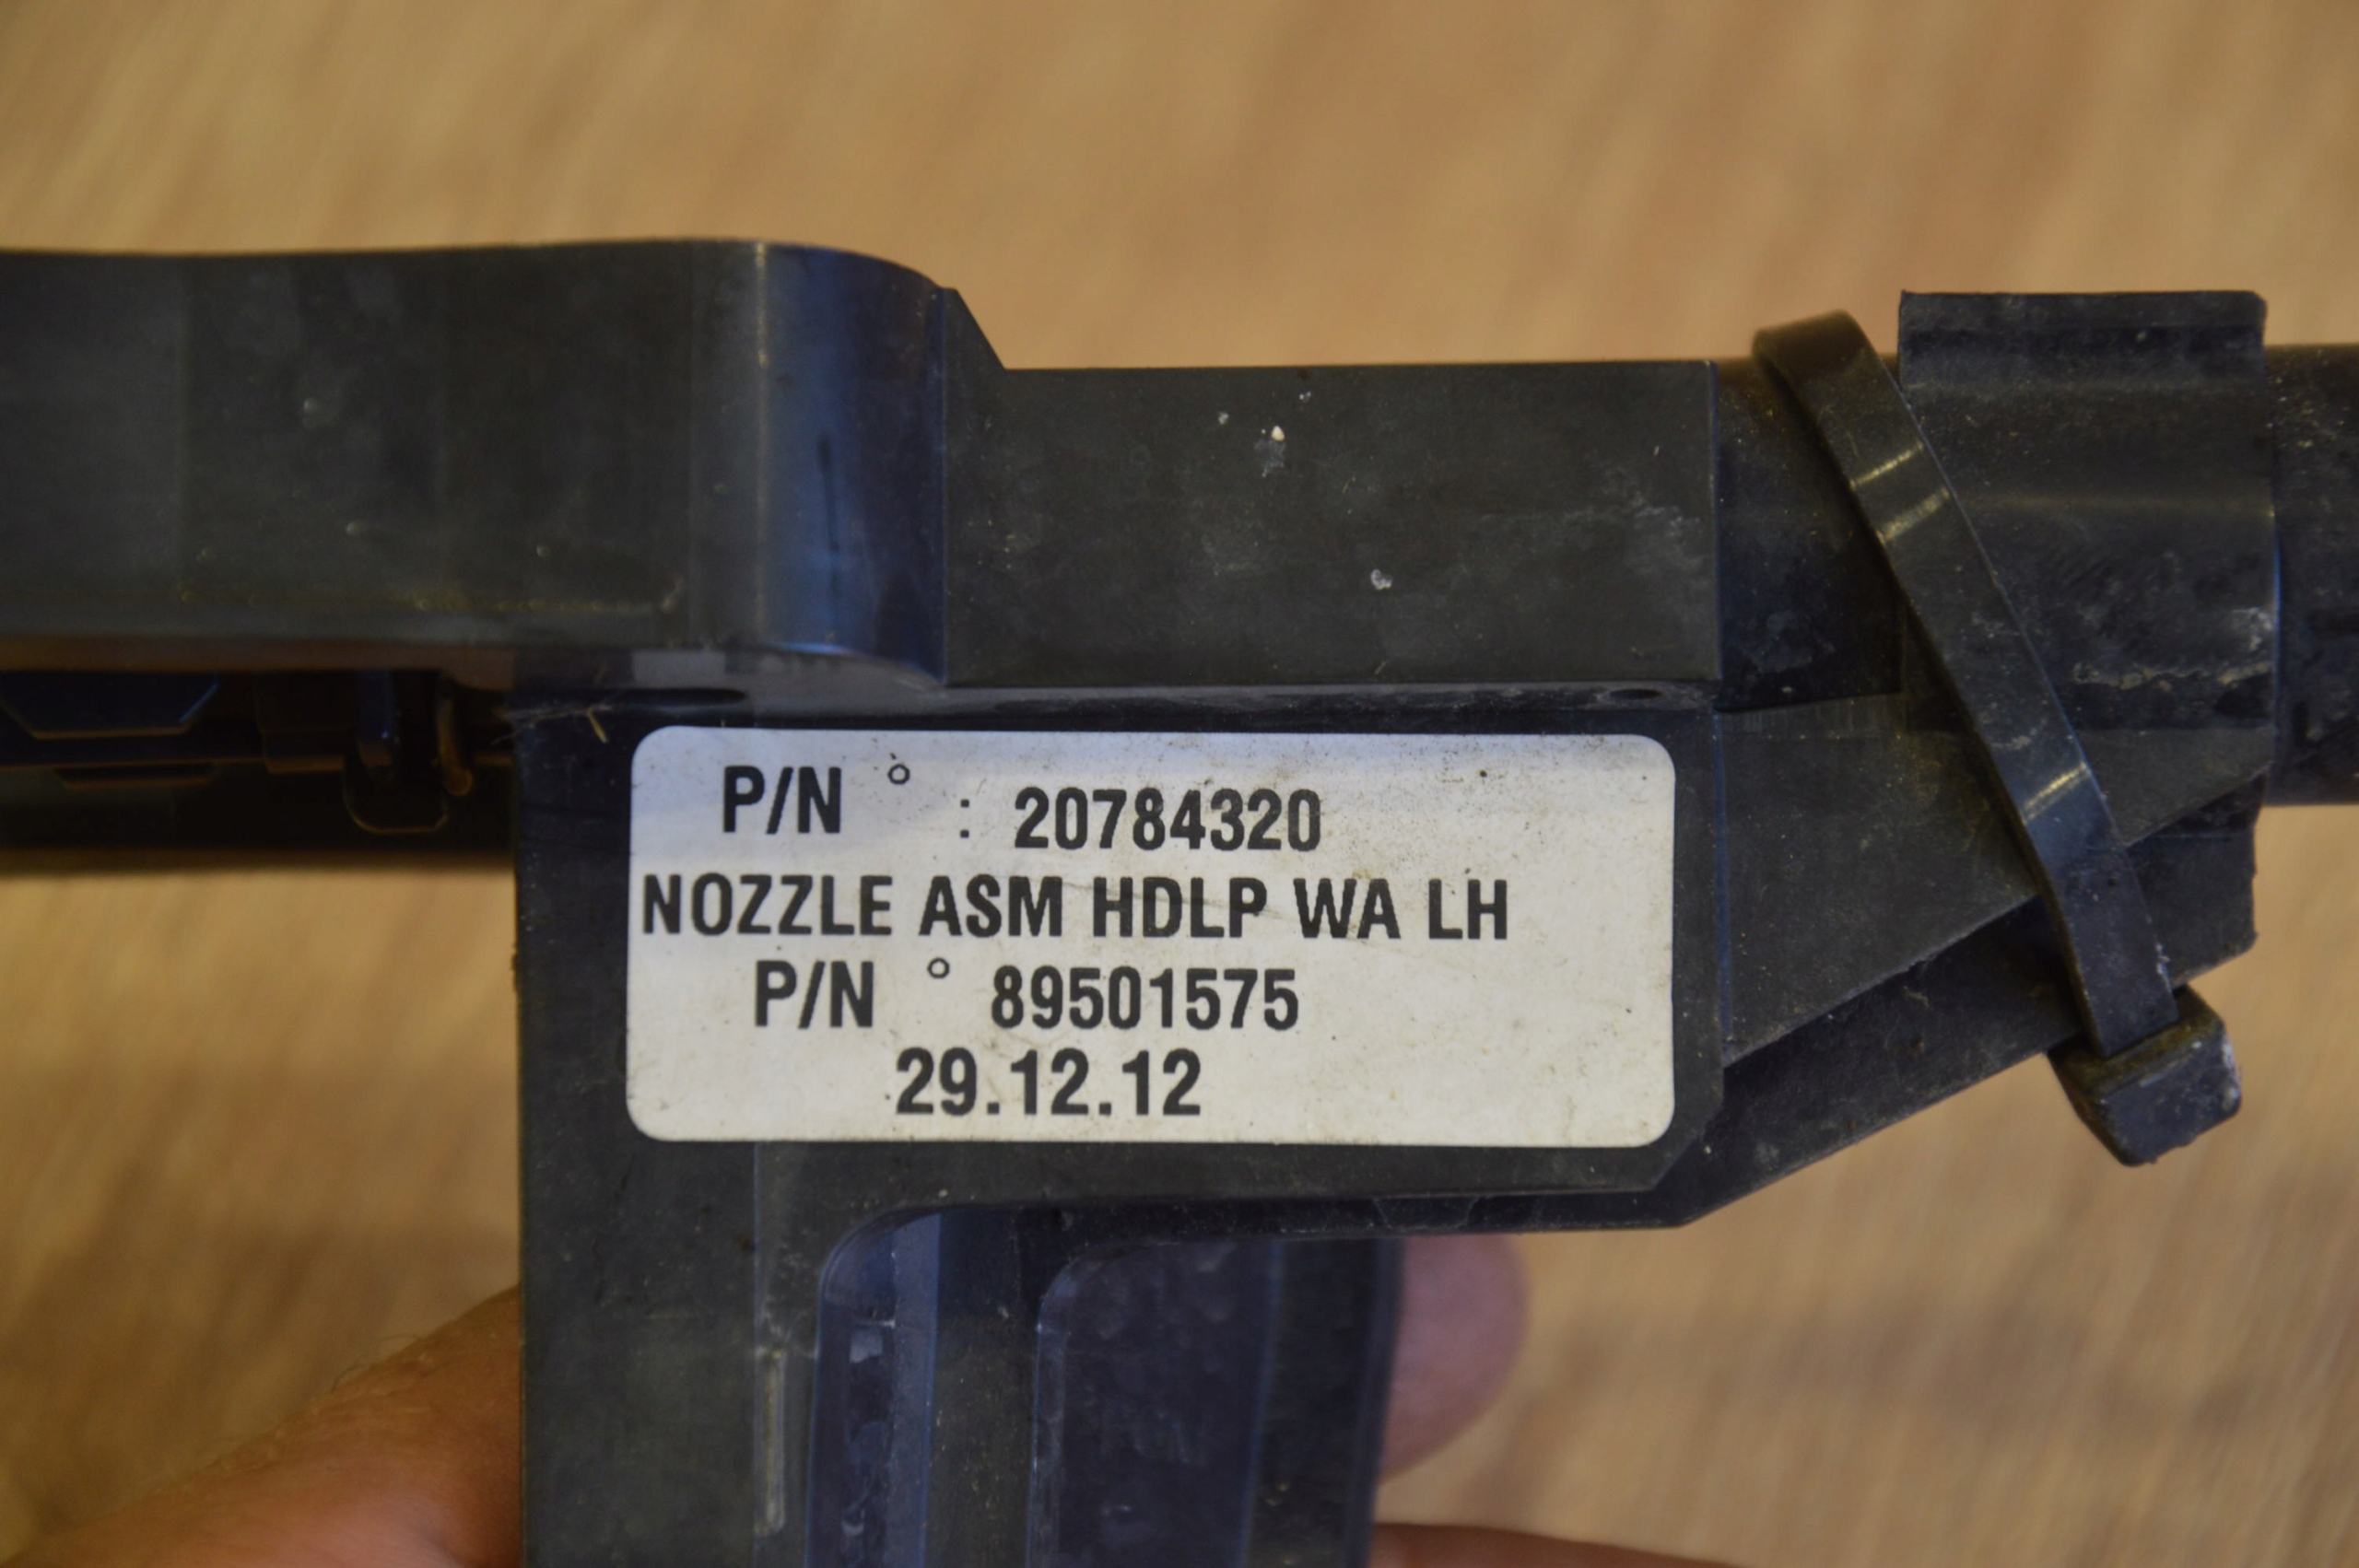 P/N ° : 20784320
NOZZLE ASM HDLP WA LH
P/N ° 89501575
29.12.12